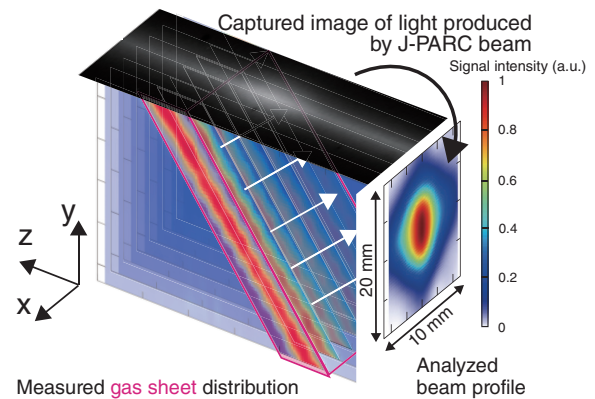 Captured image of light produced
by J-PARC beam
Signal intensity (a.u.)
1
0.8
0.6
0.4
0.2
0
y
z
x
20 mm
10 mm
Analyzed
beam profile
Measured gas sheet distribution